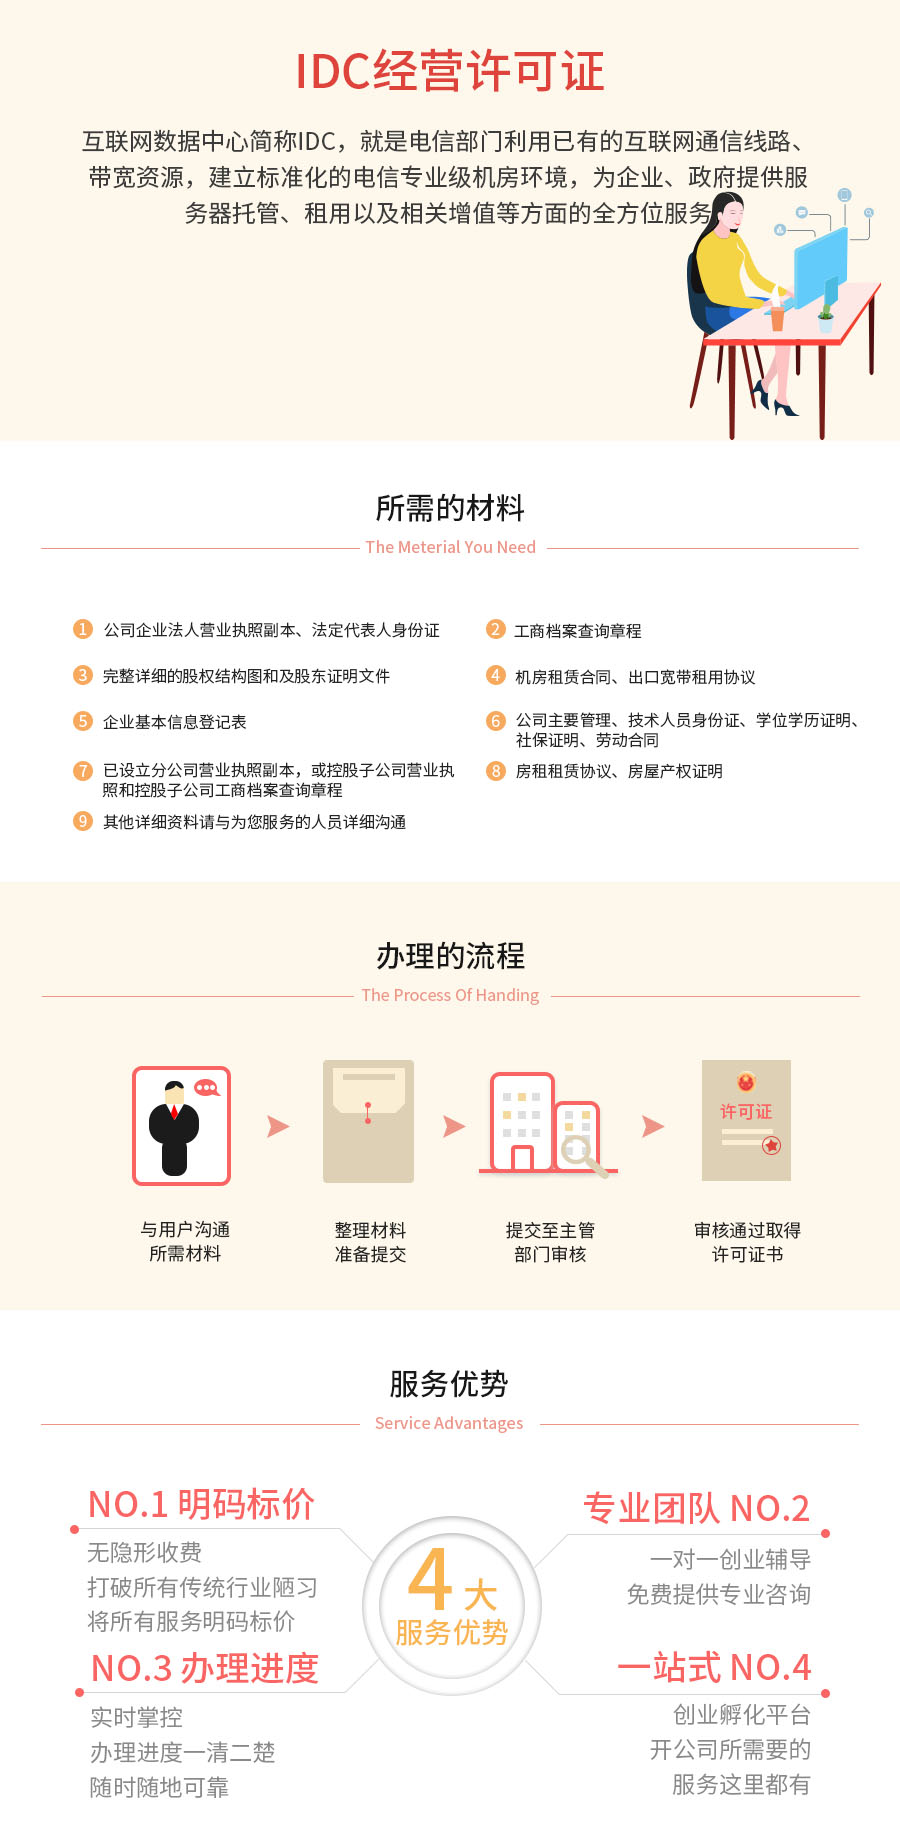 IDC经营许可证
互联网数据中心简称IDC，就是电信部门利用已有的互联网通信线路、
带宽资源，建立标准化的电信专业级机房环境，为企业、政府提供服
务器托管、租用以及相关增值等方面的全方位服务
所需的材料
The Meterial You Need
1 公司企业法人营业执照副本、法定代表人身份证
2 工商档案查询章程
3 完整详细的股权结构图和及股东证明文件
4 机房租赁合同、出口宽带租用协议
5 企业基本信息登记表
6 公司主要管理、技术人员身份证、学位学历证明、
社保证明、劳动合同
7 已设立分公司营业执照副本，或控股子公司营业执
照和控股子公司工商档案查询章程
8 房租租赁协议、房屋产权证明
9 其他详细资料请与为您服务的人员详细沟通
办理的流程
The Process Of Handing
许可证
与用户沟通
所需材料
整理材料
准备提交
提交至主管
部门审核
审核通过取得
许可证书
服务优势
Service Advantages
NO.1 明码标价
无隐形收费
打破所有传统行业陋习
将所有服务明码标价
专业团队 NO.2
一对一创业辅导
免费提供专业咨询
4 大
服务优势
NO.3 办理进度
实时掌控
办理进度一清二楚
随时随地可靠
一站式 NO.4
创业孵化平台
开公司所需要的
服务这里都有